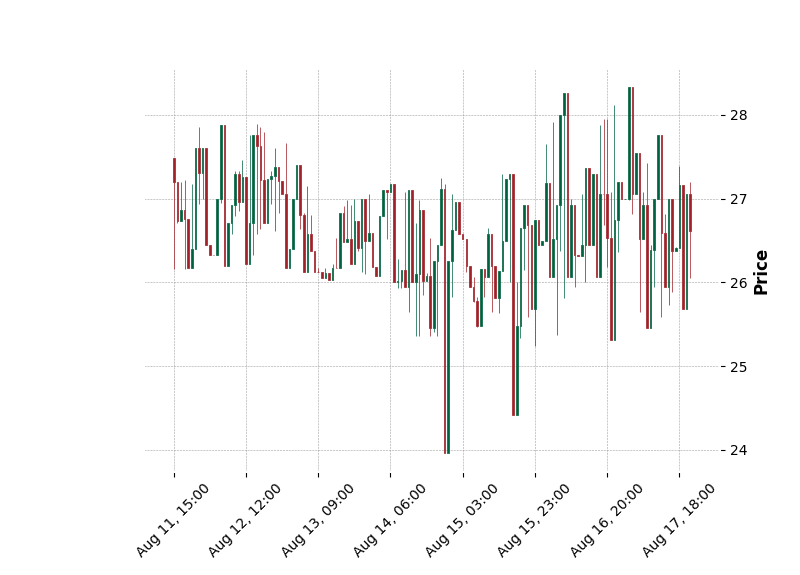 28
27
26
25
24
Price
Aug 11, 15:00
Aug 12, 12:00
Aug 13, 09:00
Aug 14, 06:00
Aug 15, 03:00
Aug 15, 23:00
Aug 16, 20:00
Aug 17, 18:00